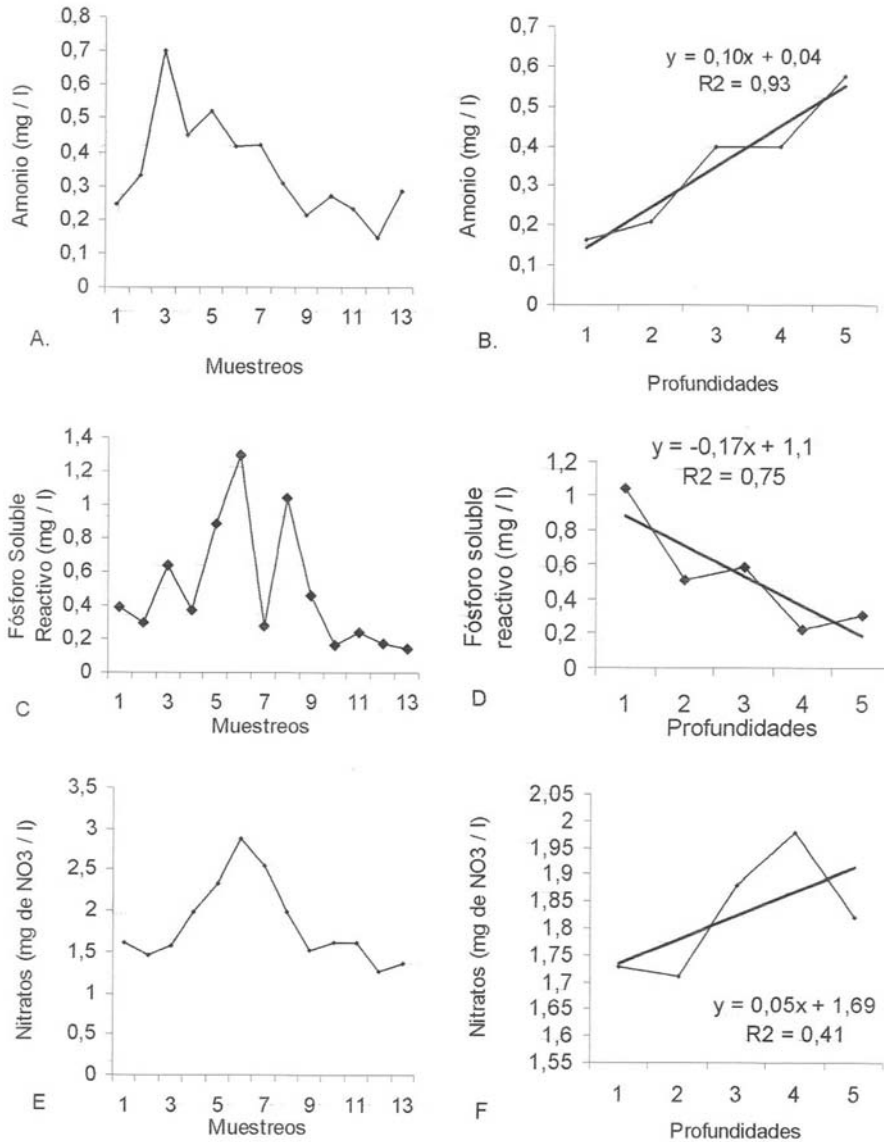 0,8
0,7
0,6
0,5
0,4
0,3
0,2
0,1
0
Amonio (mg / l)
1 3 5 7 9 11 13
A.
Muestreos
0,7
0,6
0,5
0,4
0,3
0,2
0,1
0
Amonio (mg / l)
y = 0,10x + 0,04
R2 = 0,93
1 2 3 4 5
B.
Profundidades
1,4
1,2
1
0,8
0,6
0,4
0,2
0
Fósforo Soluble
Reactivo (mg / l)
1 3 5 7 9 11 13
C
Muestreos
1,2
1
0,8
0,6
0,4
0,2
0
Fósforo soluble
reactivo (mg / l)
y = -0,17x + 1,1
R2 = 0,75
1 2 3 4 5
D
Profundidades
3,5
3
2,5
2
1,5
1
0,5
0
Nitratos (mg de NO3 / l)
1 3 5 7 9 11 13
E
Muestreos
2,05
2
1,95
1,9
1,85
1,8
1,75
1,7
1,65
1,6
1,55
Nitratos (mg de NO3 / l)
y = 0,05x + 1,69
R2 = 0,41
1 2 3 4 5
F
Profundidades